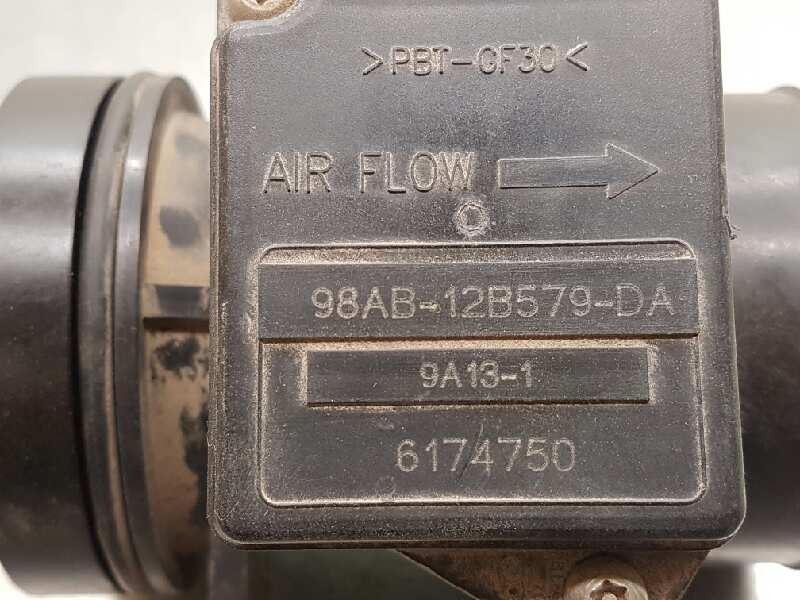 >PBT-GF30<
AIR FLOW
98AB-12B579-DA
9A13-1
6174750